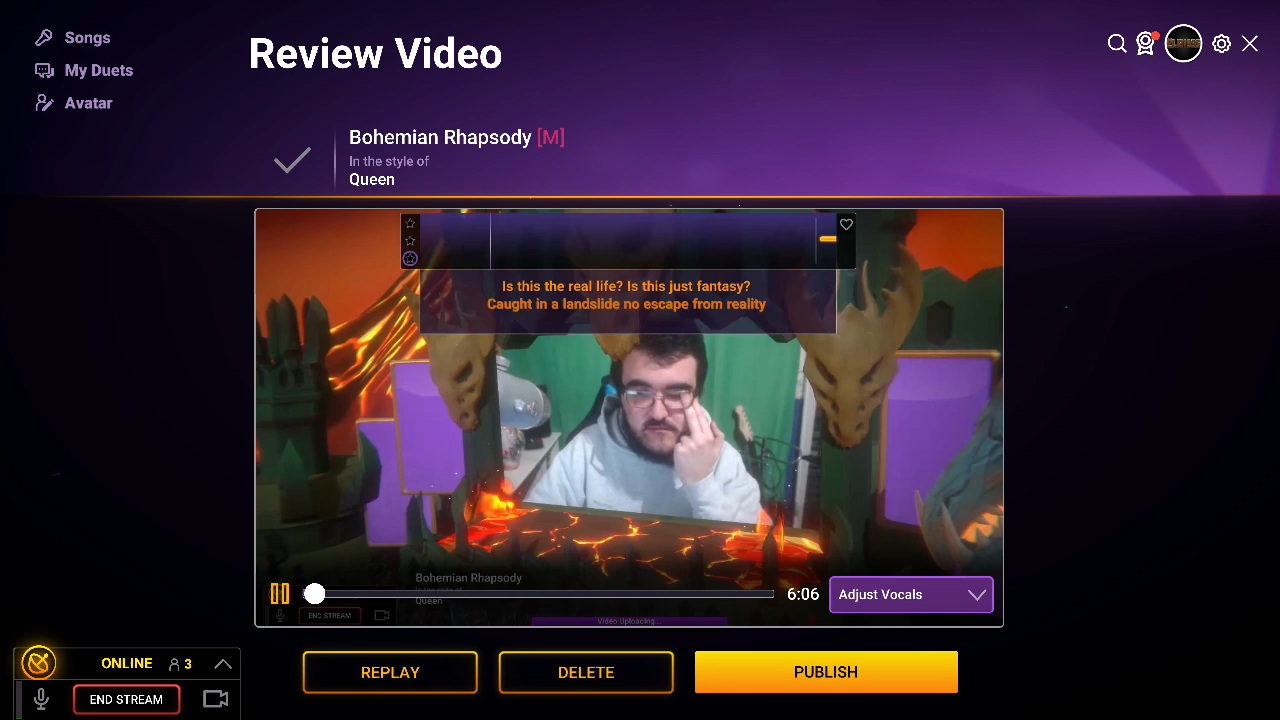 Songs
My Duets
Avatar
Review Video
Bohemian Rhapsody [M]
In the style of
Queen
Is this the real life? Is this just fantasy?
Caught in a landslide no escape from reality
Bohemian Rhapsody
Queen
END STREAM
Video Uploading...
6:06
Adjust Vocals
ONLINE 3
END STREAM
REPLAY
DELETE
PUBLISH